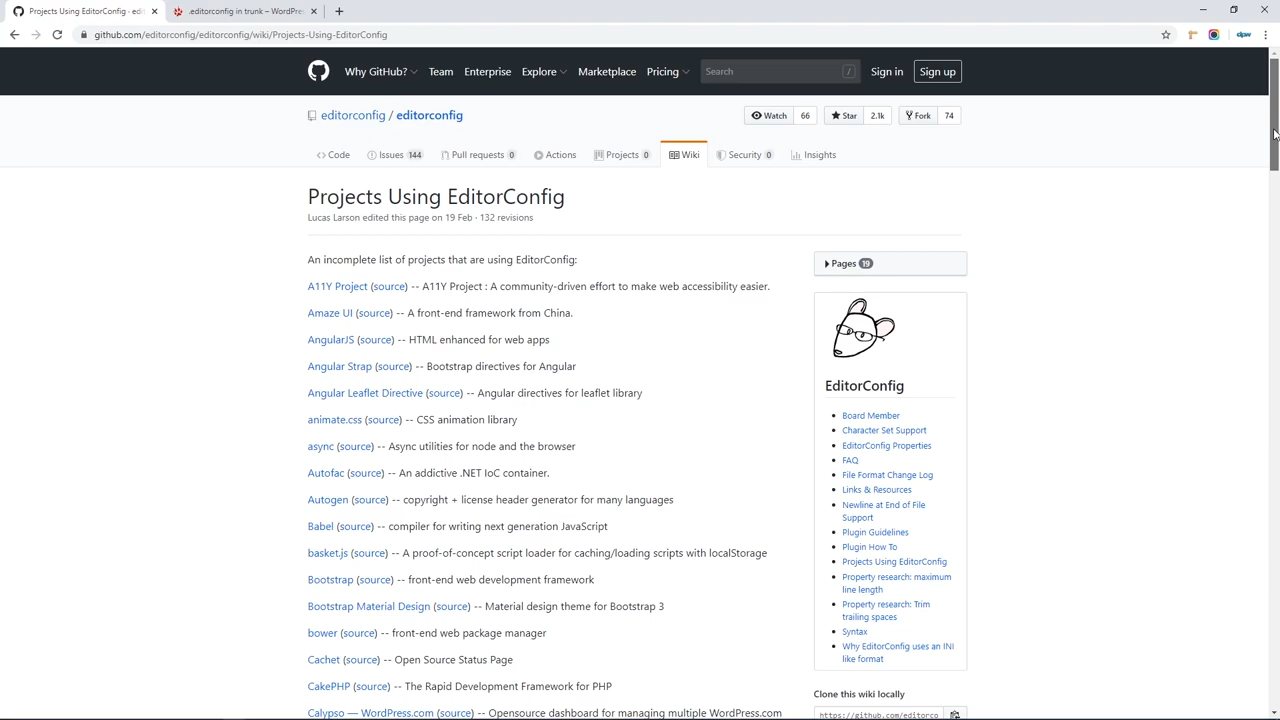 Projects Using EditorConfig · edi
.editorconfig in trunk – WordPres
github.com/editorconfig/editorconfig/wiki/Projects-Using-EditorConfig
dpw
Why GitHub?
Team
Enterprise
Explore
Marketplace
Pricing
Search
/
Sign in
Sign up
editorconfig / editorconfig
Watch 66
Star 2.1k
Fork 74
Code
Issues 144
Pull requests 0
Actions
Projects 0
Wiki
Security 0
Insights
Projects Using EditorConfig
Lucas Larson edited this page on 19 Feb · 132 revisions
An incomplete list of projects that are using EditorConfig:
A11Y Project (source) -- A11Y Project : A community-driven effort to make web accessibility easier.
Amaze UI (source) -- A front-end framework from China.
AngularJS (source) -- HTML enhanced for web apps
Angular Strap (source) -- Bootstrap directives for Angular
Angular Leaflet Directive (source) -- Angular directives for leaflet library
animate.css (source) -- CSS animation library
async (source) -- Async utilities for node and the browser
Autofac (source) -- An addictive .NET IoC container.
Autogen (source) -- copyright + license header generator for many languages
Babel (source) -- compiler for writing next generation JavaScript
basket.js (source) -- A proof-of-concept script loader for caching/loading scripts with localStorage
Bootstrap (source) -- front-end web development framework
Bootstrap Material Design (source) -- Material design theme for Bootstrap 3
bower (source) -- front-end web package manager
Cachet (source) -- Open Source Status Page
CakePHP (source) -- The Rapid Development Framework for PHP
Calypso — WordPress.com (source) -- Opensource dashboard for managing multiple WordPress.com
Pages 19
EditorConfig
Board Member
Character Set Support
EditorConfig Properties
FAQ
File Format Change Log
Links & Resources
Newline at End of File
Support
Plugin Guidelines
Plugin How To
Projects Using EditorConfig
Property research: maximum
line length
Property research: Trim
trailing spaces
Syntax
Why EditorConfig uses an INI
like format
Clone this wiki locally
https://github.com/editorco